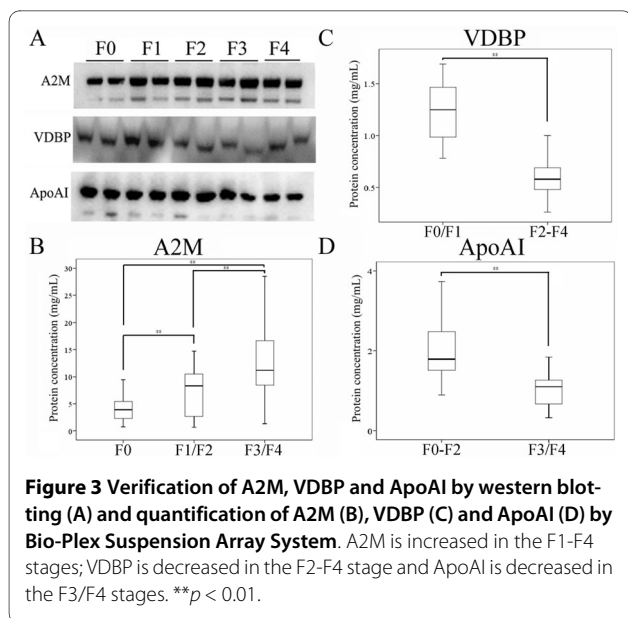 A
F0 F1 F2 F3 F4
A2M
VDBP
ApoAI
B
A2M
Protein concentration (mg/mL)
30
25
20
15
10
5
0
**
**
**
F0 F1/F2 F3/F4
C
VDBP
Protein concentration (mg/mL)
1.5
1.0
0.5
**
F0/F1 F2-F4
D
ApoAI
Protein concentration (mg/mL)
4
2
0
**
F0-F2 F3/F4
Figure 3 Verification of A2M, VDBP and ApoAI by western blot-
ting (A) and quantification of A2M (B), VDBP (C) and ApoAI (D) by
Bio-Plex Suspension Array System. A2M is increased in the F1-F4
stages; VDBP is decreased in the F2-F4 stage and ApoAI is decreased in
the F3/F4 stages. **p < 0.01.